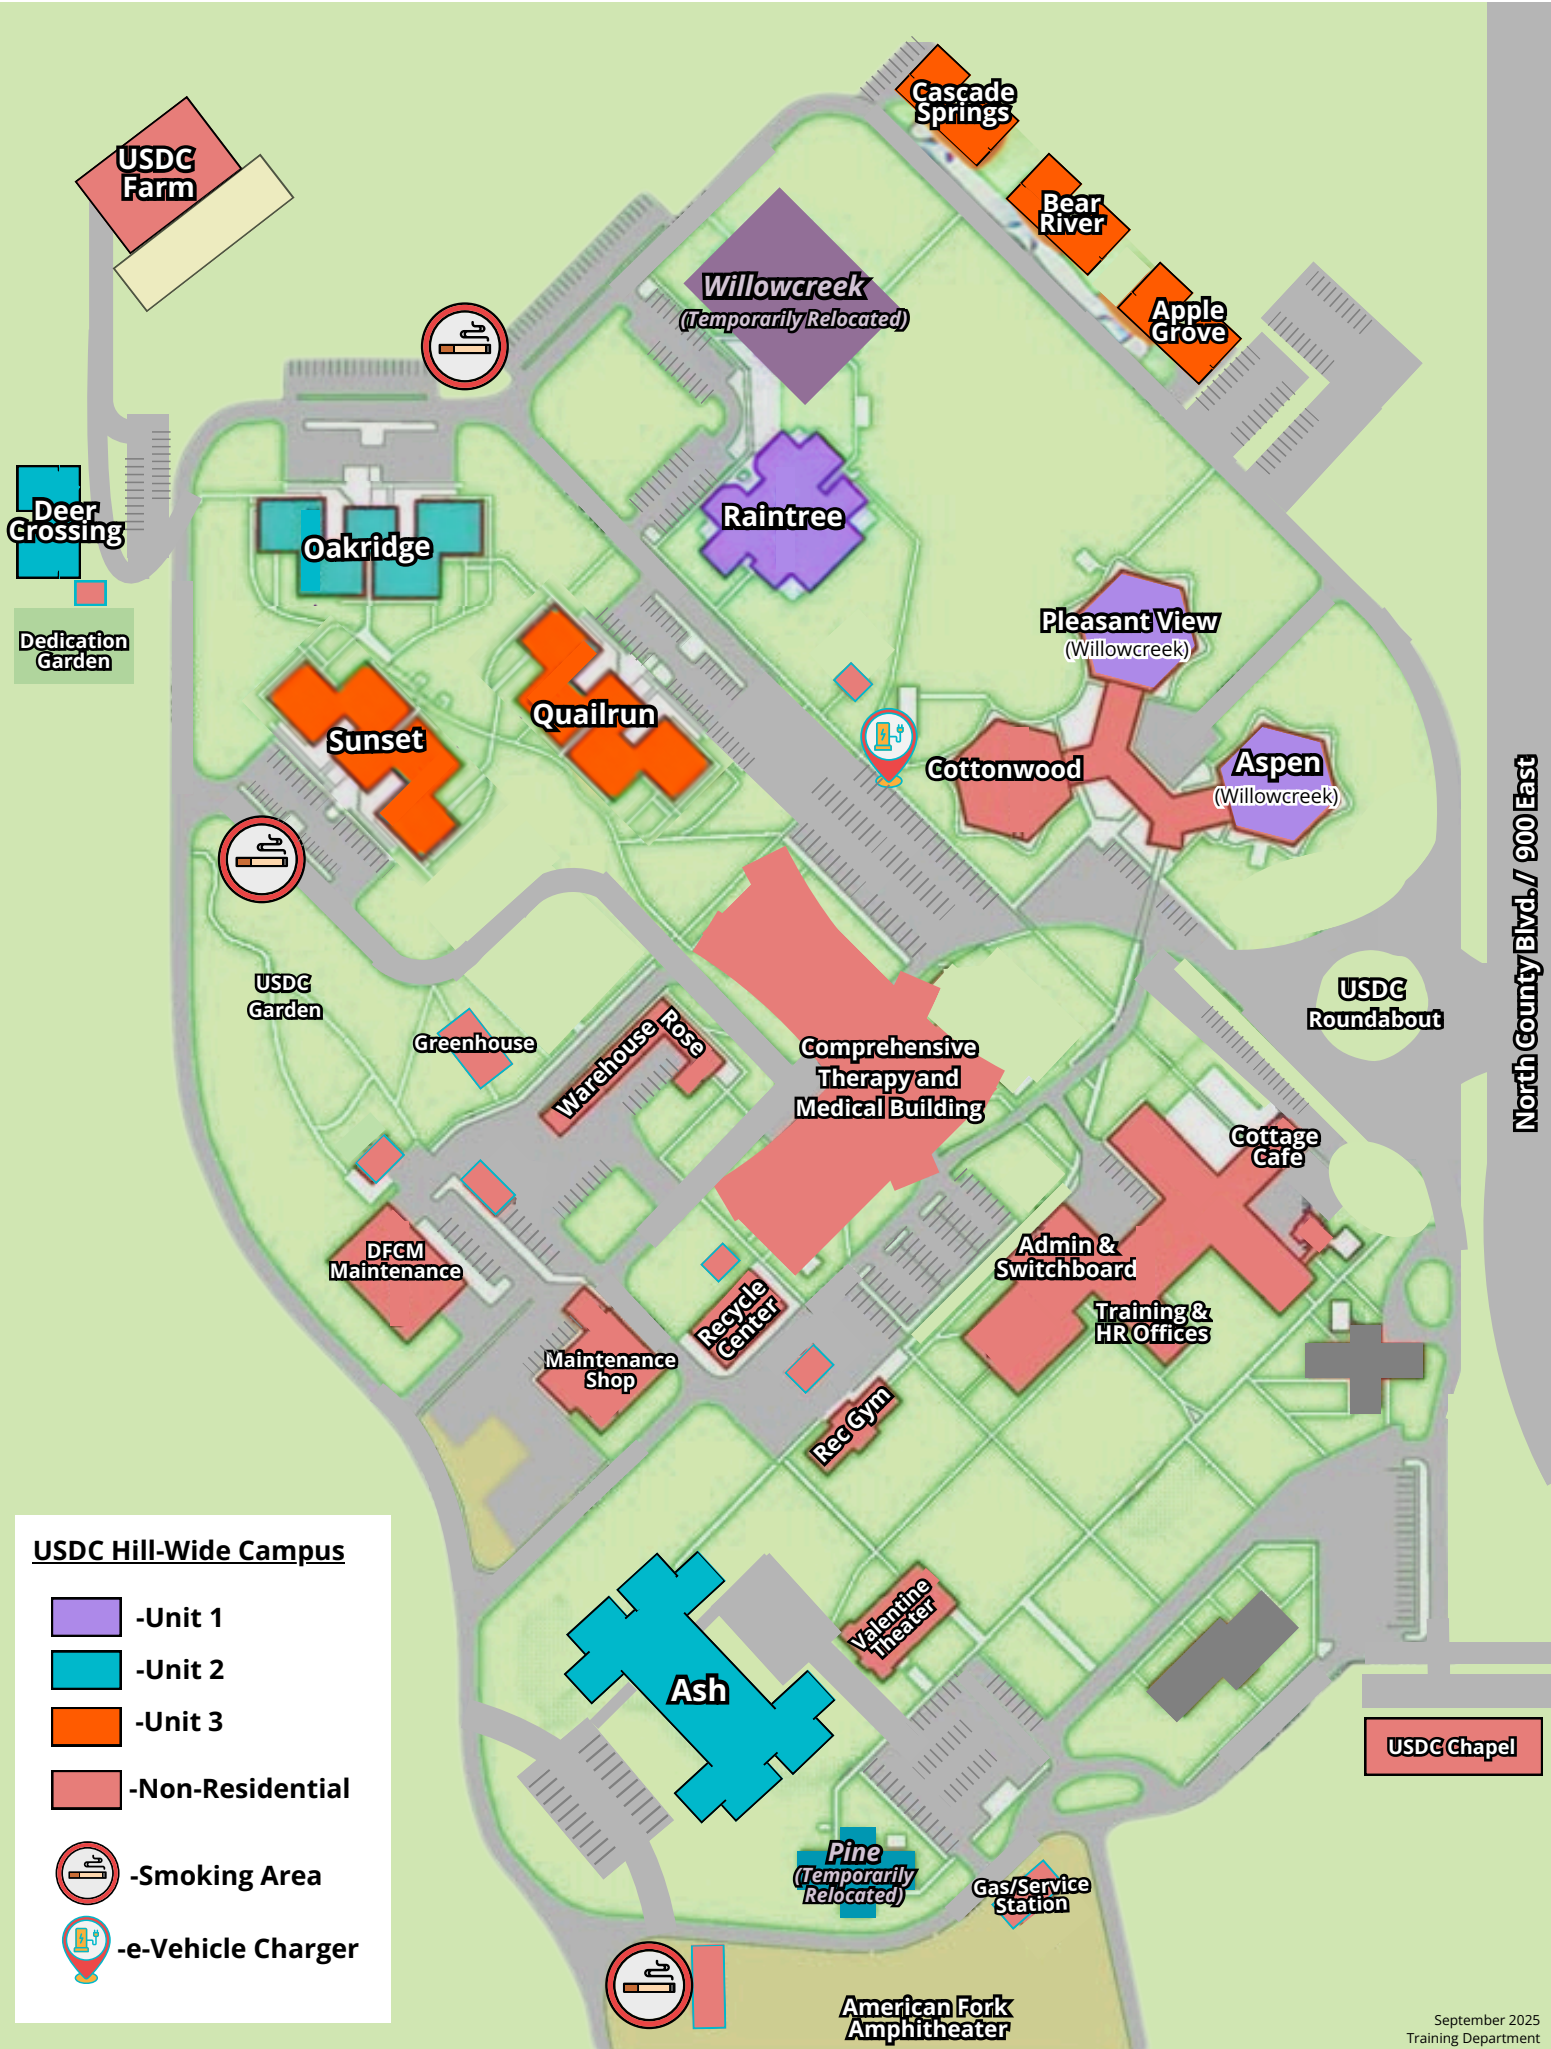 Cascade
Springs
USDC
Farm
Bear
River
Willowcreek
(Temporarily Relocated)
Apple
Grove
Deer
Crossing
Oakridge
Raintree
Dedication
Garden
Pleasant View
(Willowcreek)
Quailrun
Sunset
Cottonwood
Aspen
(Willowcreek)
North County Blvd. / 900 East
USDC
Garden
USDC
Roundabout
Greenhouse
Warehouse
Rose
Comprehensive
Therapy and
Medical Building
Cottage
Cafe
DFCM
Maintenance
Admin &
Switchboard
Training &
HR Offices
Recycle
Center
Maintenance
Shop
Rec Gym
USDC Hill-Wide Campus
-Unit 1
-Unit 2
-Unit 3
-Non-Residential
-Smoking Area
-e-Vehicle Charger
Valentine
Theater
Ash
USDC Chapel
Pine
(Temporarily
Relocated)
Gas/Service
Station
American Fork
Amphitheater
September 2025
Training Department